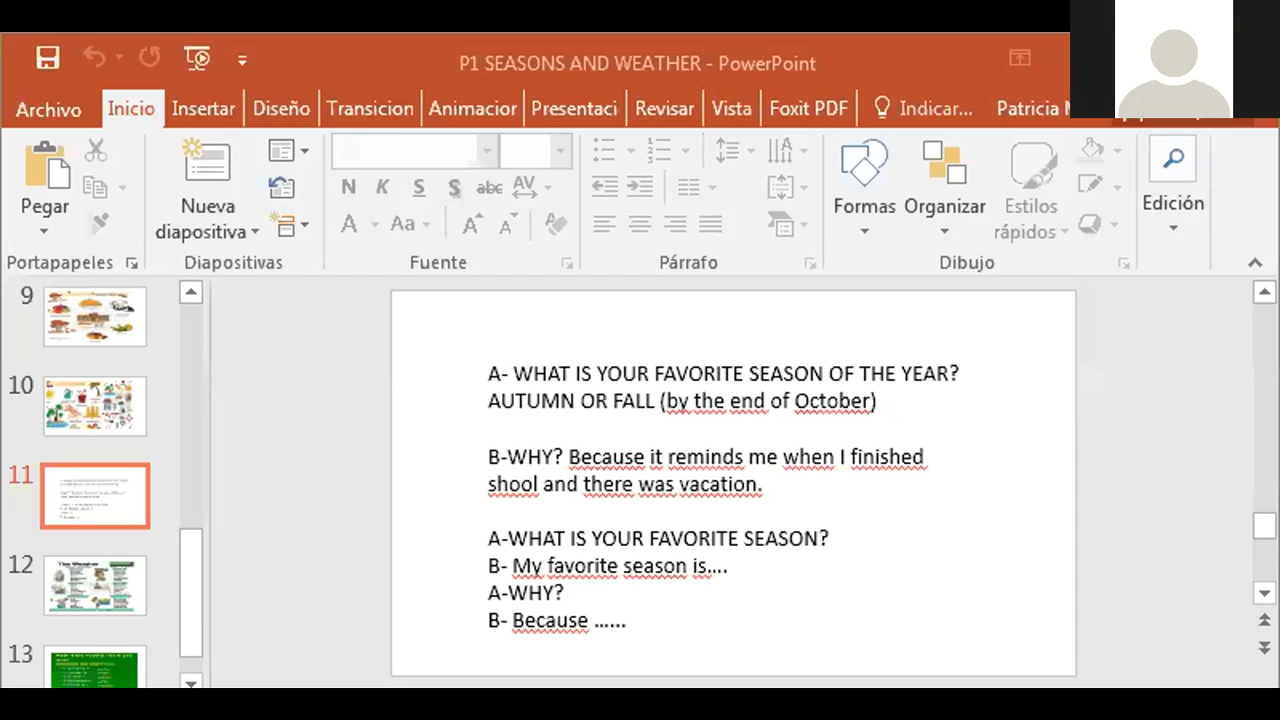 P1 SEASONS AND WEATHER - PowerPoint
Archivo Inicio Insertar Diseño Transicion Animacior Presentaci Revisar Vista Foxit PDF Indicar... Patricia
Pegar Nueva diapositiva N K S S abc AV Formas Organizar Estilos rápidos Edición
A Aa A A
Portapapeles Diapositivas Fuente Párrafo Dibujo
9
10
11
12
13
A- WHAT IS YOUR FAVORITE SEASON OF THE YEAR?
AUTUMN OR FALL (by the end of October)
B-WHY? Because it reminds me when I finished
shool and there was vacation.
A-WHAT IS YOUR FAVORITE SEASON?
B- My favorite season is....
A-WHY?
B- Because ......